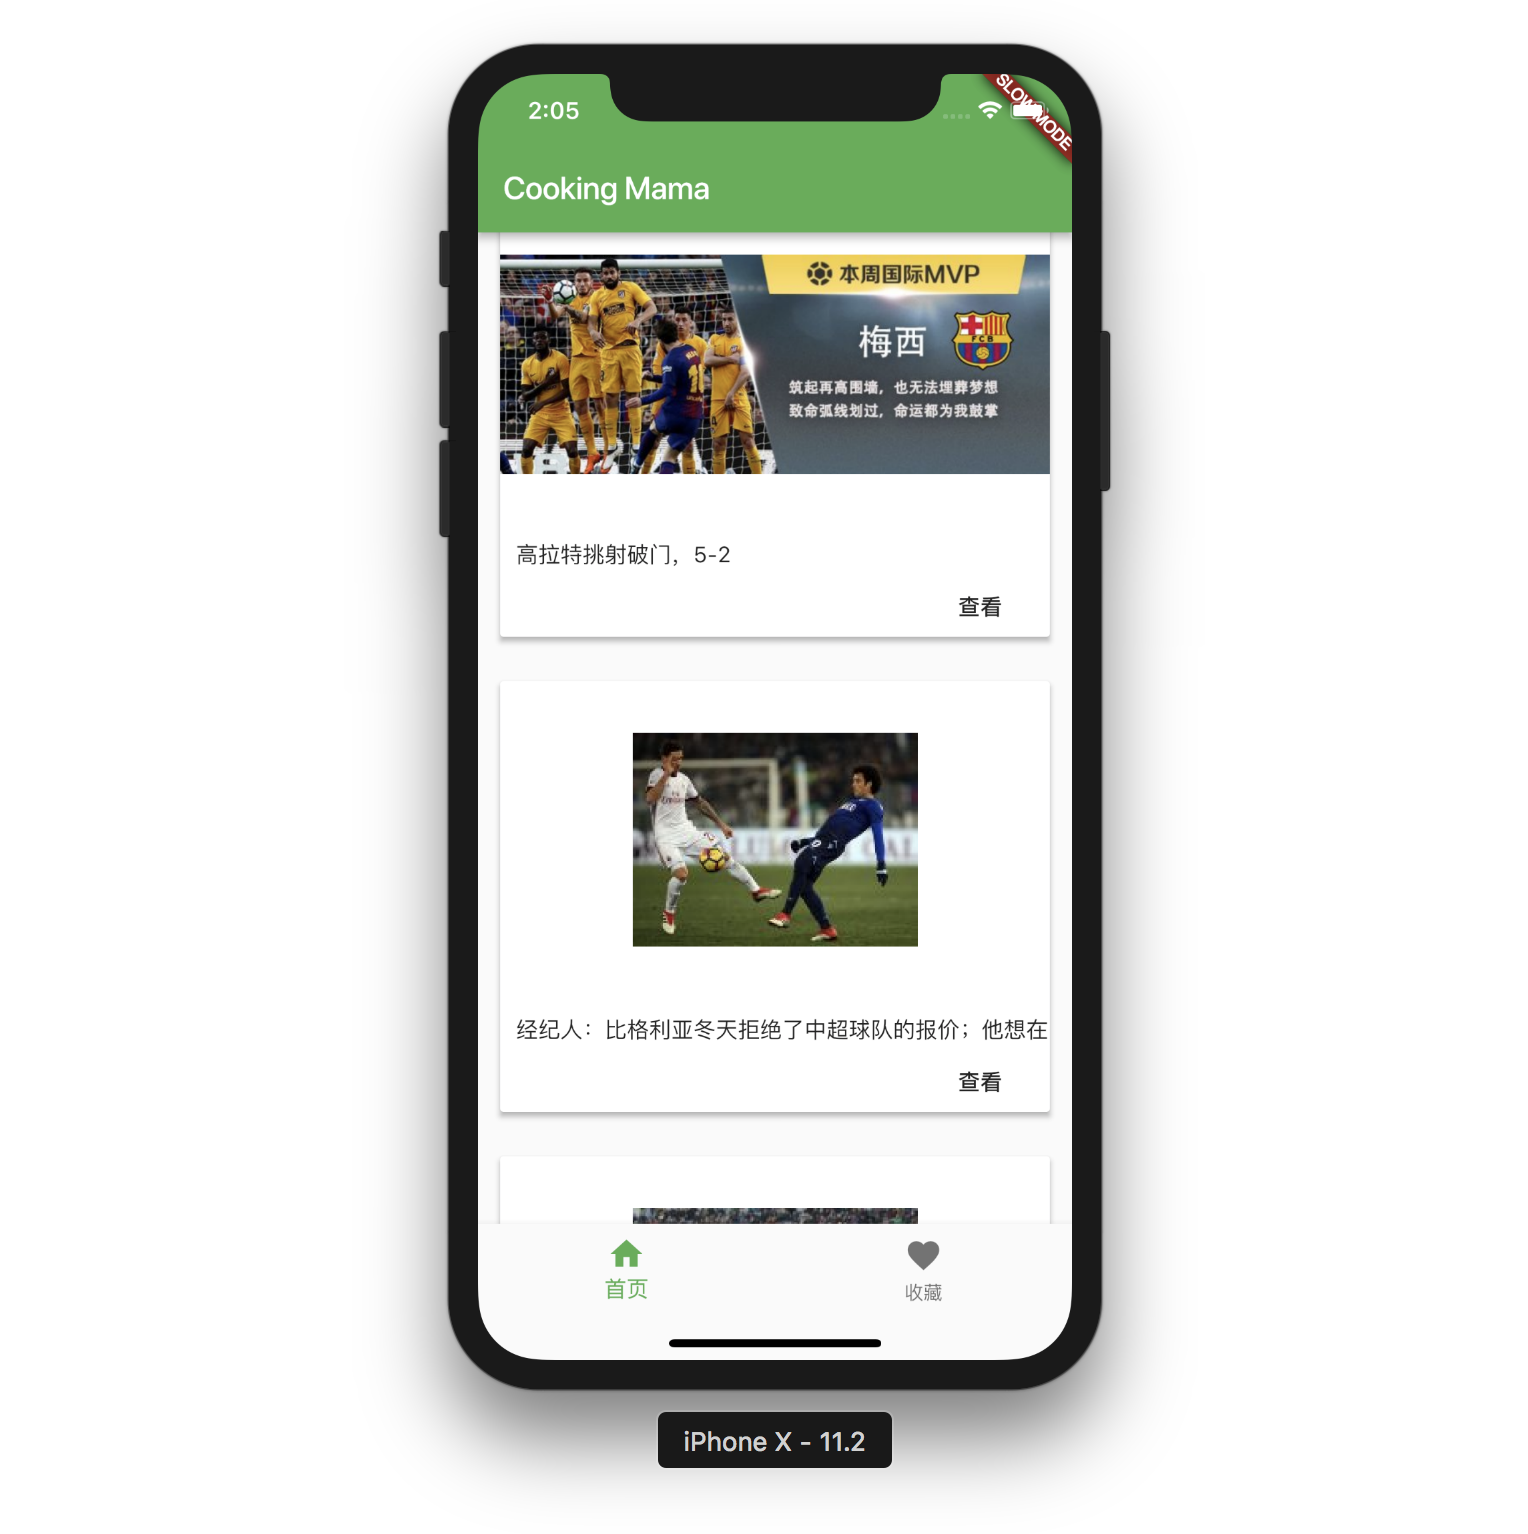 2:05
SLOW MODE
Cooking Mama
本周国际MVP
梅西
FCB
筑起再高围墙，也无法埋葬梦想
致命弧线划过，命运都为我鼓掌
高拉特挑射破门，5-2
查看
经纪人：比格利亚冬天拒绝了中超球队的报价；他想在
查看
首页
收藏
iPhone X - 11.2